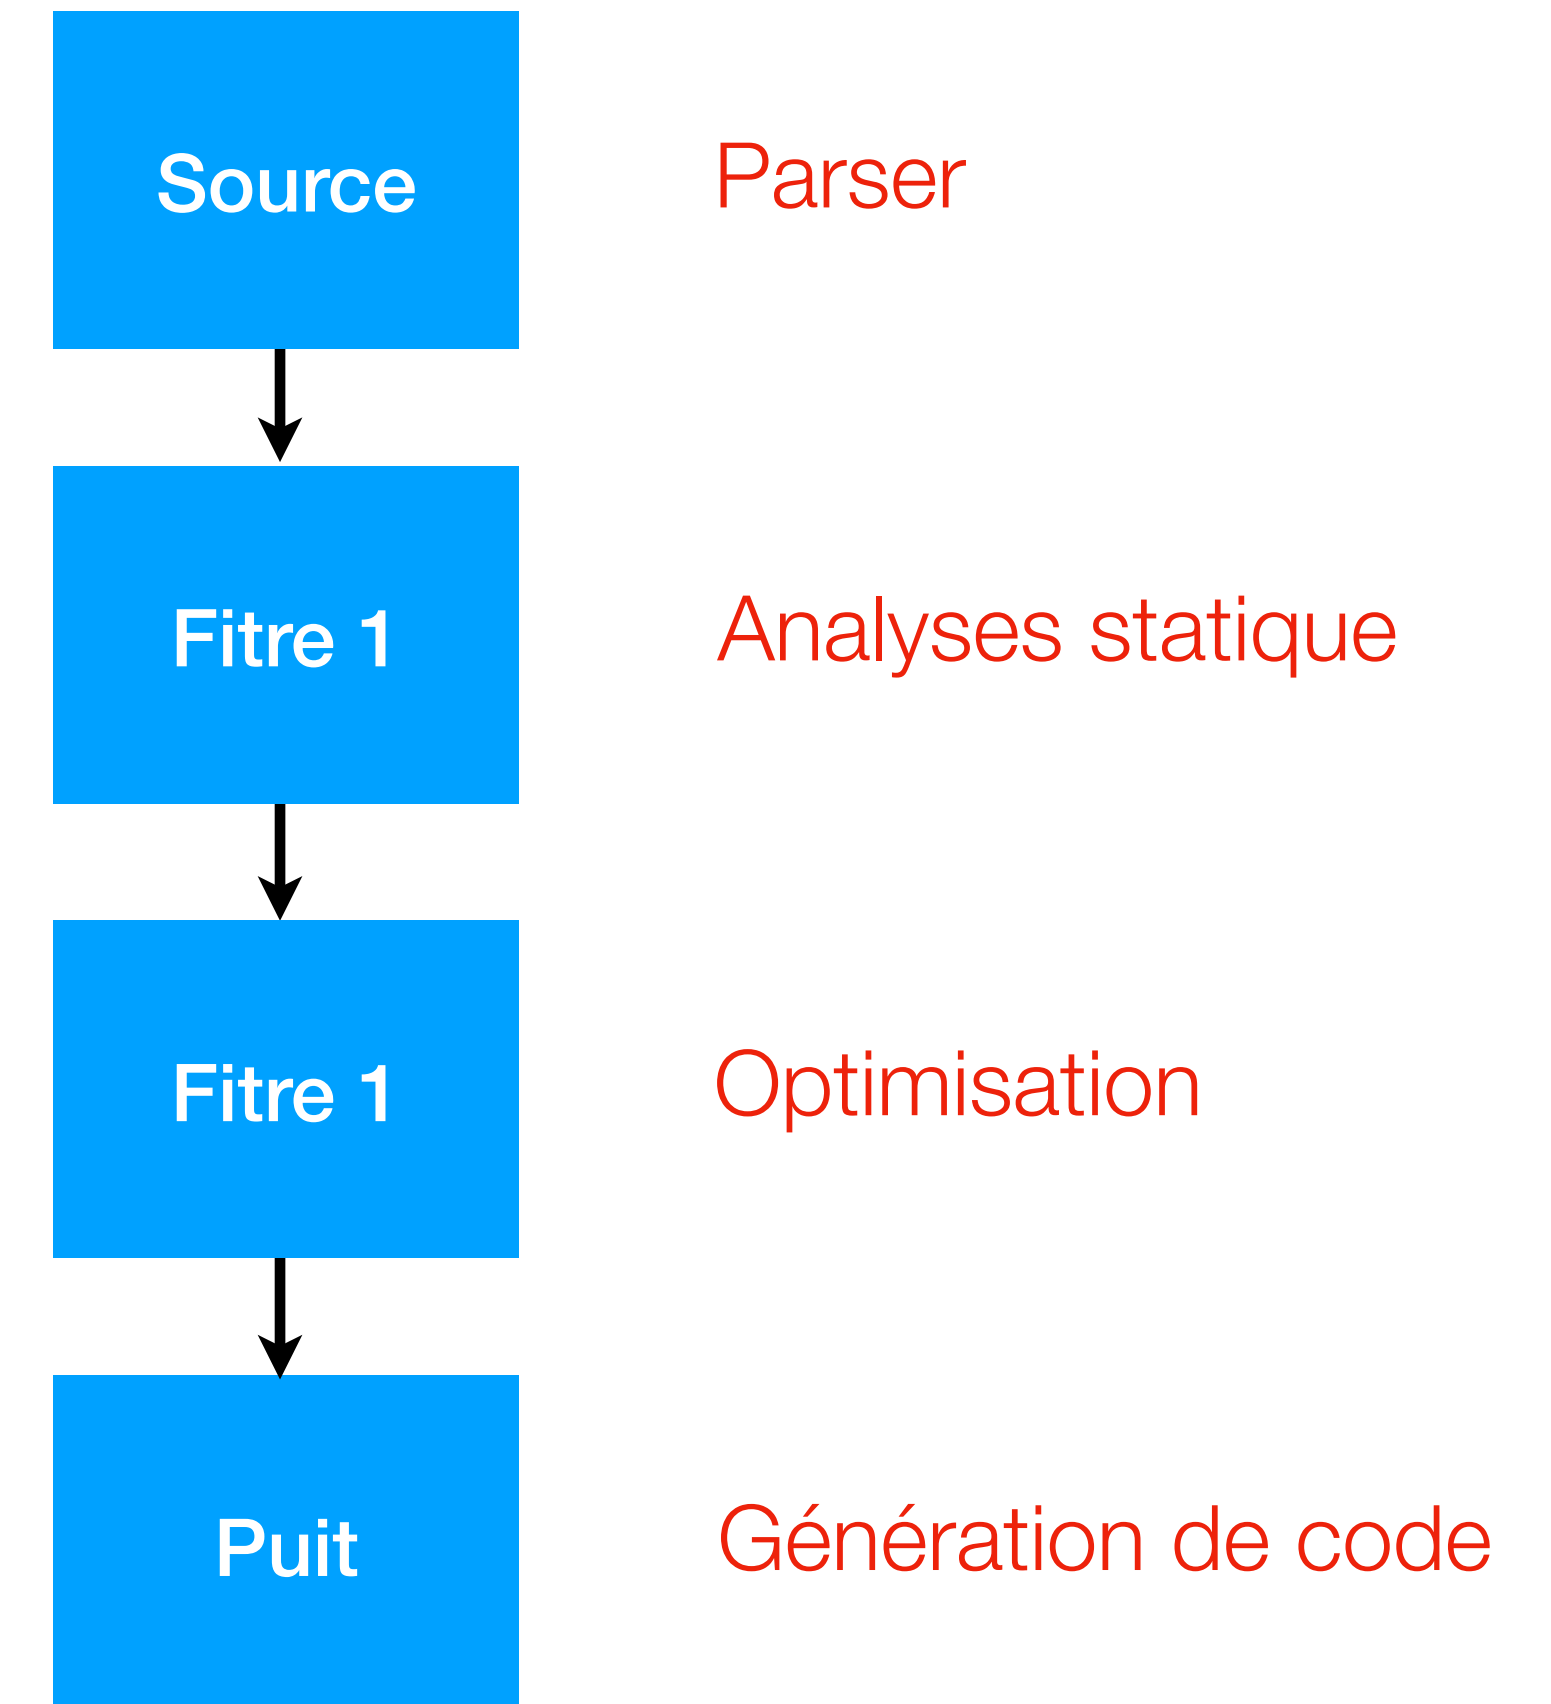 Source
Parser
Fitre 1
Analyses statique
Fitre 1
Optimisation
Puit
Génération de code